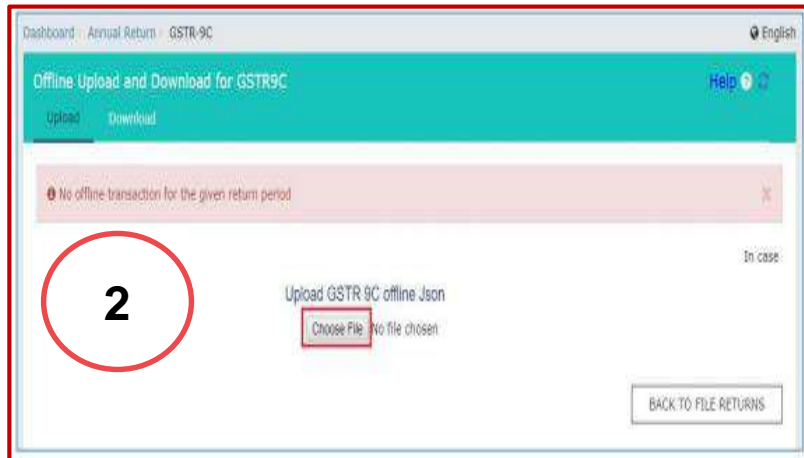 Dashboard Annual Return GSTR-9C English
Offline Upload and Download for GSTR9C Help ?
Upload Download
No offline transaction for the given return period
In case
2
Upload GSTR 9C offline Json
Choose File No file chosen
BACK TO FILE RETURNS